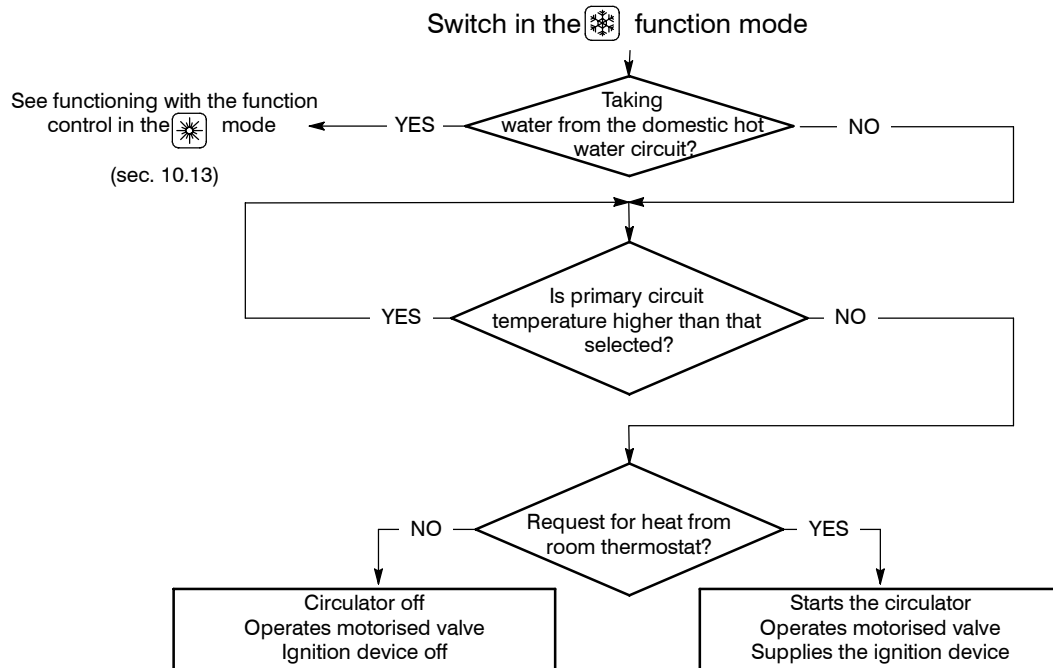 Switch in the function mode
Taking
water from the domestic hot
water circuit?
See functioning with the function
control in the mode
(sec. 10.13)
YES
NO
Is primary circuit
temperature higher than that
selected?
YES
NO
Request for heat from
room thermostat?
NO
YES
Circulator off
Operates motorised valve
Ignition device off
Starts the circulator
Operates motorised valve
Supplies the ignition device